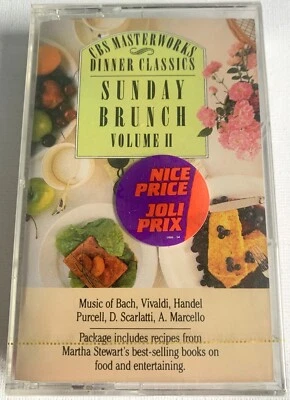 CBS MASTERWORKS
DINNER CLASSICS
SUNDAY
BRUNCH
VOLUME II
NICE
PRICE
JOLI
PRIX
Music of Bach, Vivaldi, Handel
Purcell, D. Scarlatti, A. Marcello
Package includes recipes from
Martha Stewart's best-selling books on
food and entertaining.